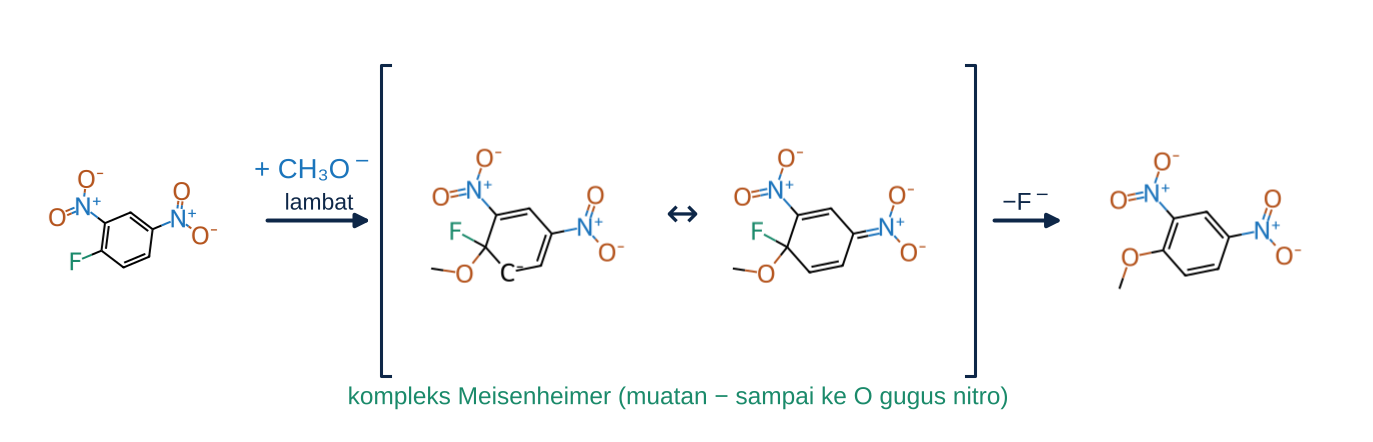 + CH₃O⁻
lambat
−F⁻
O⁻
O=N⁺
F
O
N⁺
O⁻
O⁻
O=N⁺
F
O
C⁻
O
N⁺
O⁻
↔
O⁻
O=N⁺
F
O
O⁻
N⁺
O⁻
O⁻
O=N⁺
O
O
N⁺
O⁻
kompleks Meisenheimer (muatan − sampai ke O gugus nitro)